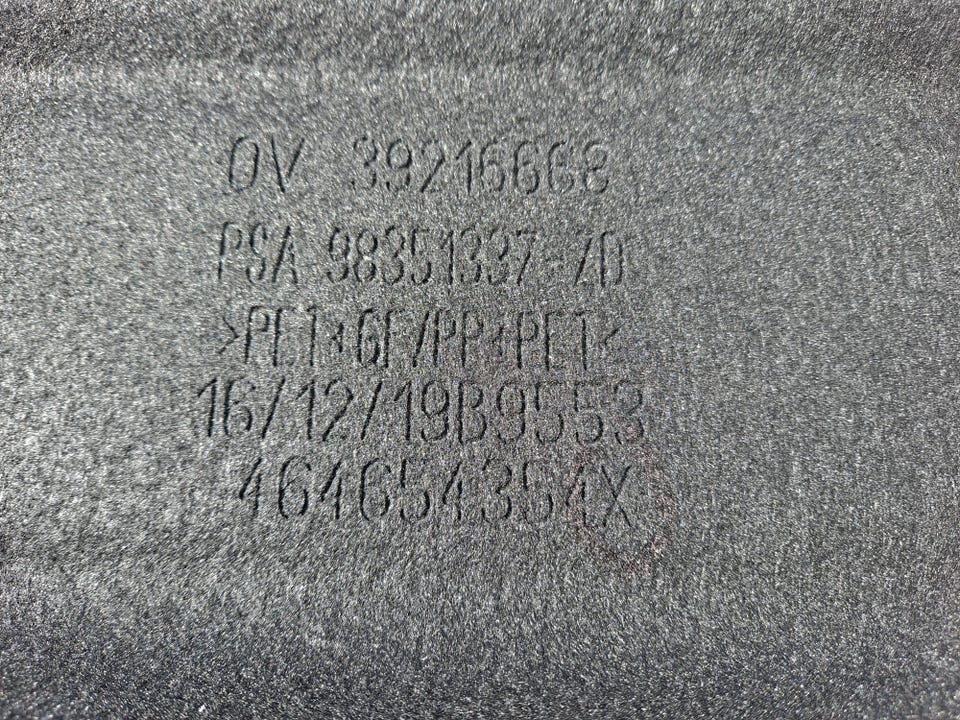 OV 39216668
PSA 98351337-ZD
>PET+GF/PP+PET<
16/12/19B9553
464654354X